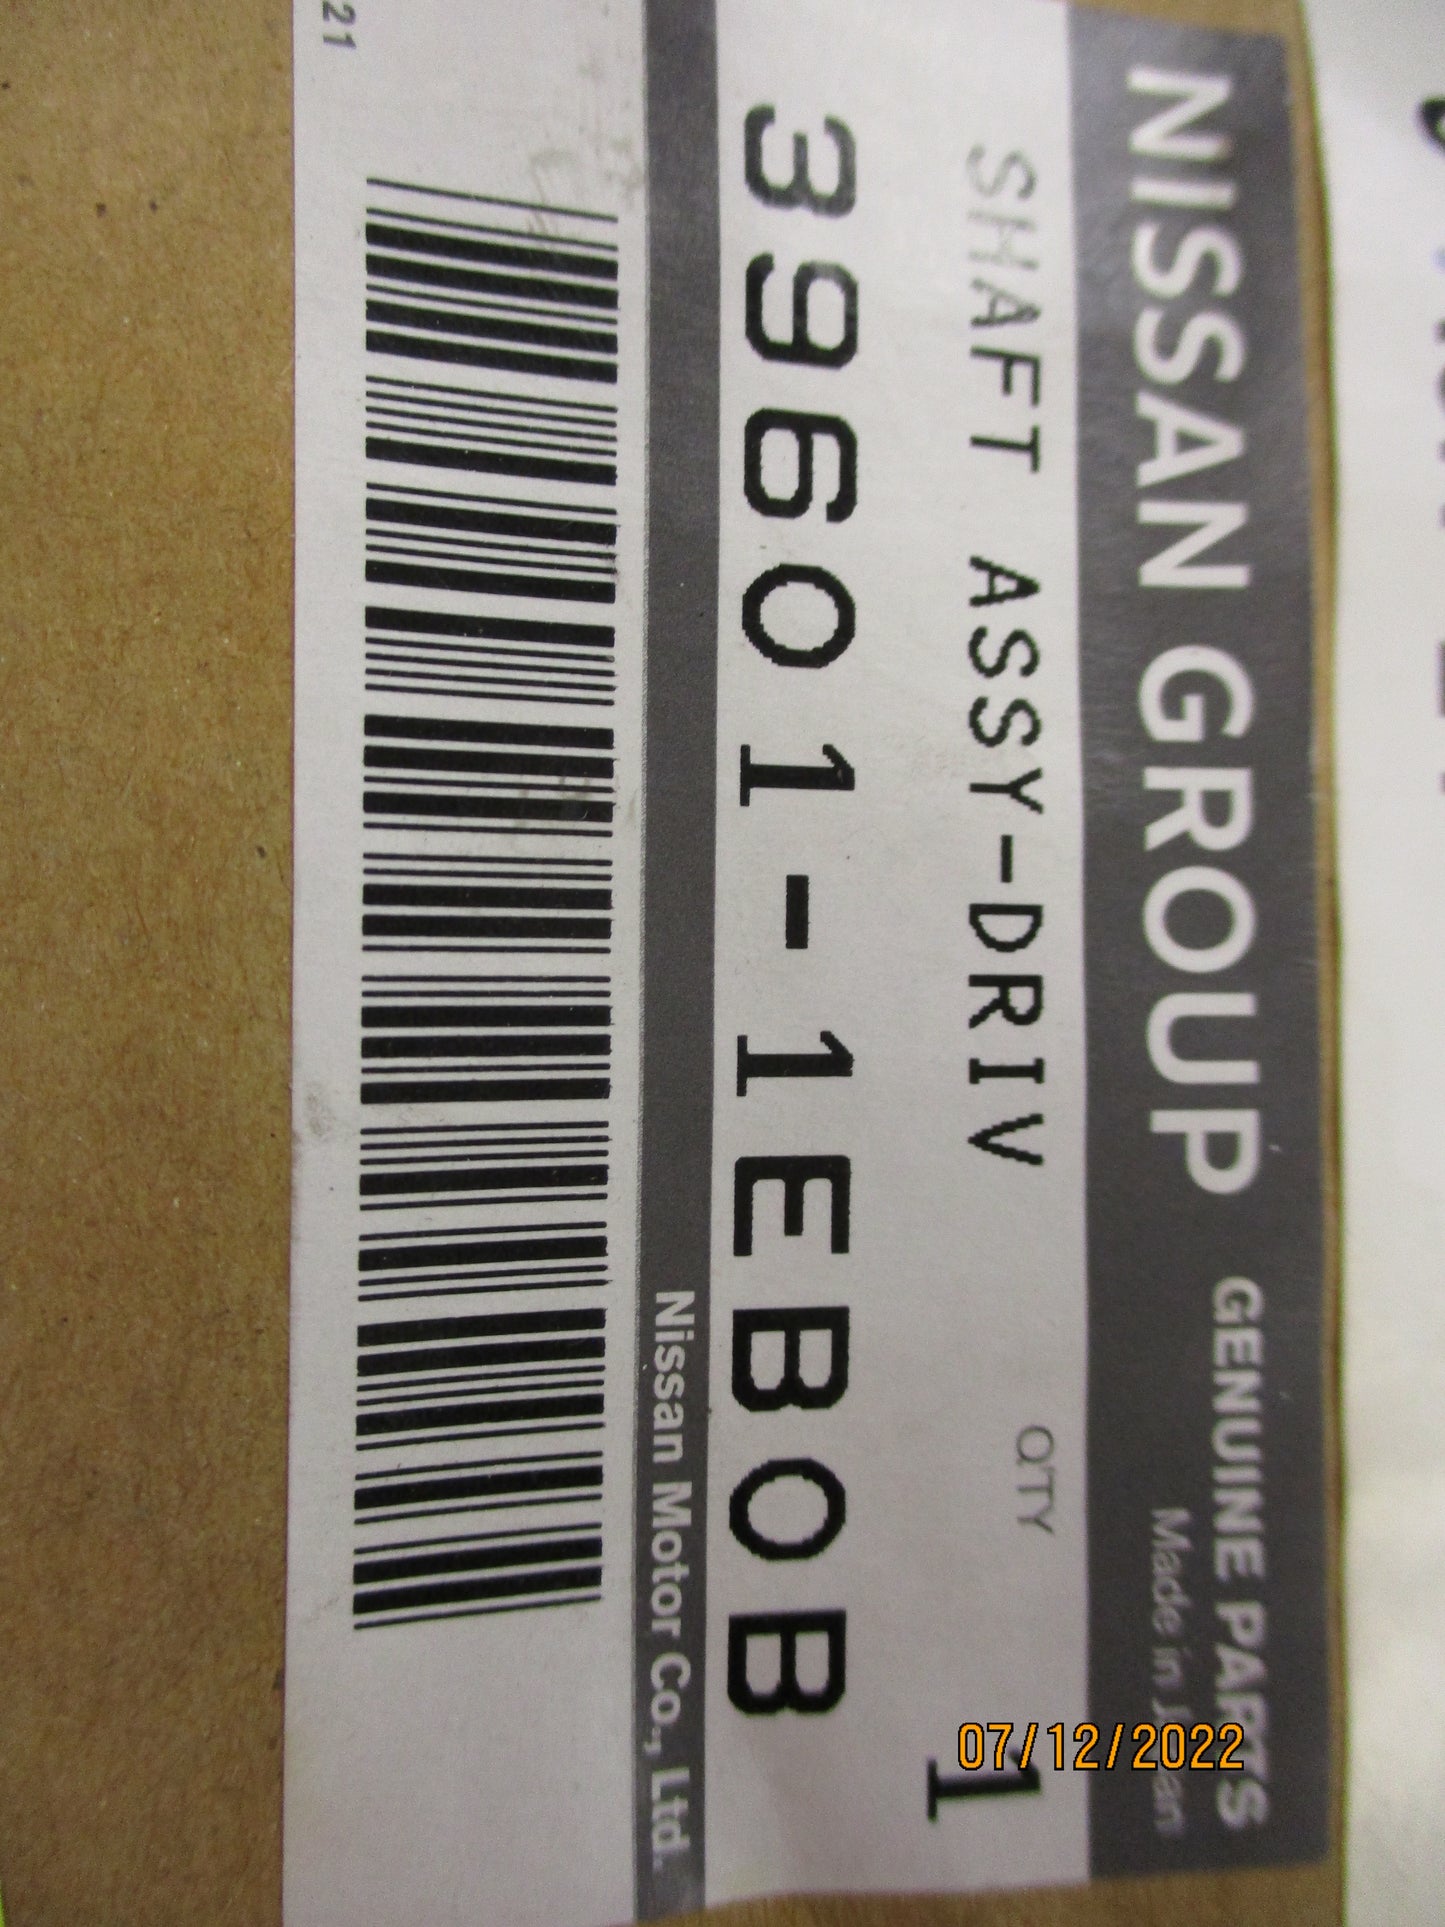 NISSAN GROUP GENUINE PARTS
Made in Japan
SHAFT ASSY-DRIV QTY 1
39601-1EB0B
Nissan Motor Co., Ltd.
21
07/12/2022